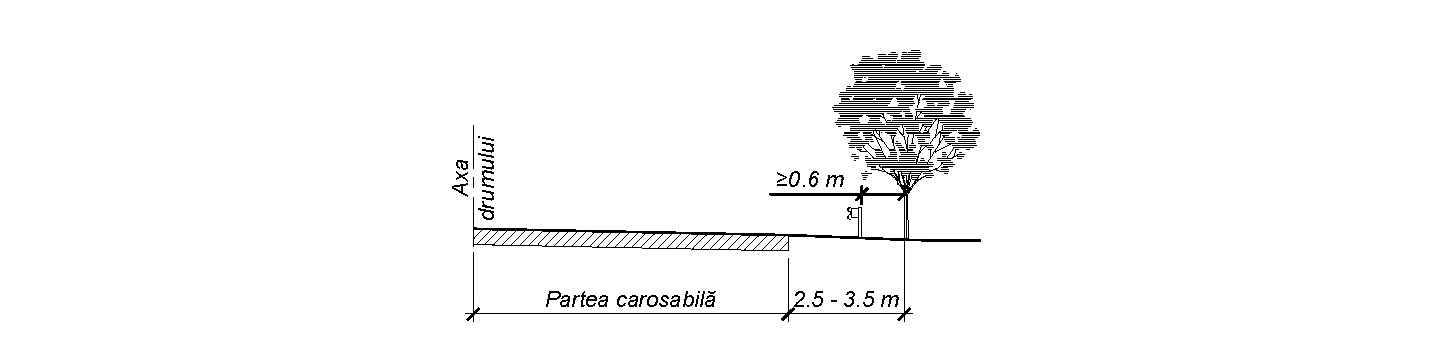 Axa
drumului
≥0.6 m
Partea carosabilă
2.5 - 3.5 m